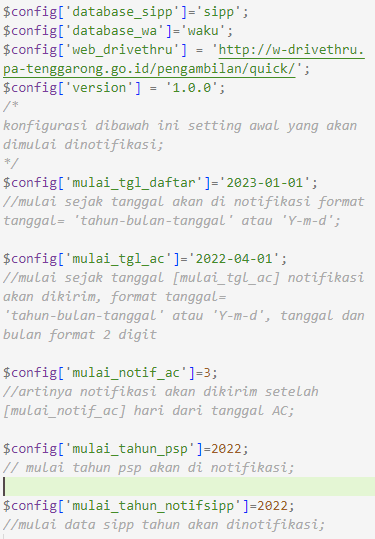 $config['database_sipp']='sipp';
$config['database_wa']='waku';
$config['web_drivethru'] = 'http://w-drivethru.
pa-tenggarong.go.id/pengambilan/quick/';
$config['version'] = '1.0.0';
/*
konfigurasi dibawah ini setting awal yang akan
dimulai dinotifikasi;
*/
$config['mulai_tgl_daftar']='2023-01-01';
//mulai sejak tanggal akan di notifikasi format
tanggal= 'tahun-bulan-tanggal' atau 'Y-m-d';
$config['mulai_tgl_ac']='2022-04-01';
//mulai sejak tanggal [mulai_tgl_ac] notifikasi
akan dikirim, format tanggal=
'tahun-bulan-tanggal' atau 'Y-m-d', tanggal dan
bulan format 2 digit
$config['mulai_notif_ac']=3;
//artinya notifikasi akan dikirim setelah
[mulai_notif_ac] hari dari tanggal AC;
$config['mulai_tahun_psp']=2022;
// mulai tahun psp akan di notifikasi;
$config['mulai_tahun_notifsipp']=2022;
//mulai data sipp tahun akan dinotifikasi;